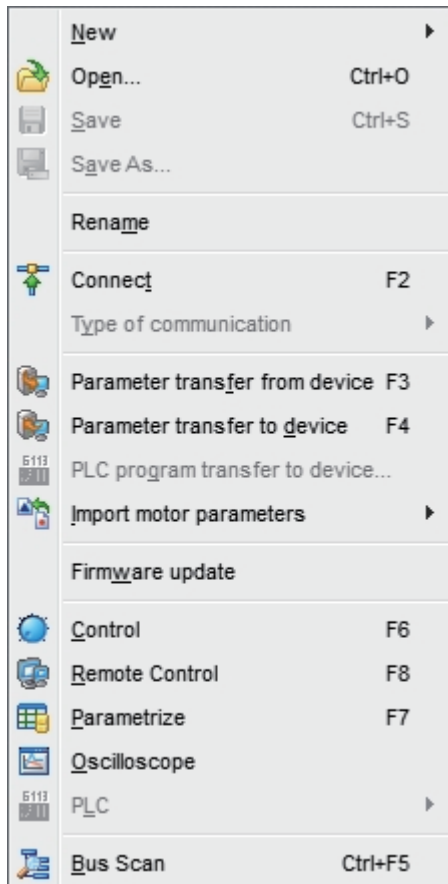 New
Open... Ctrl+O
Save Ctrl+S
Save As...
Rename
Connect F2
Type of communication
Parameter transfer from device F3
Parameter transfer to device F4
6113
PLC program transfer to device...
Import motor parameters
Firmware update
Control F6
Remote Control F8
Parametrize F7
Oscilloscope
6113
PLC
Bus Scan Ctrl+F5